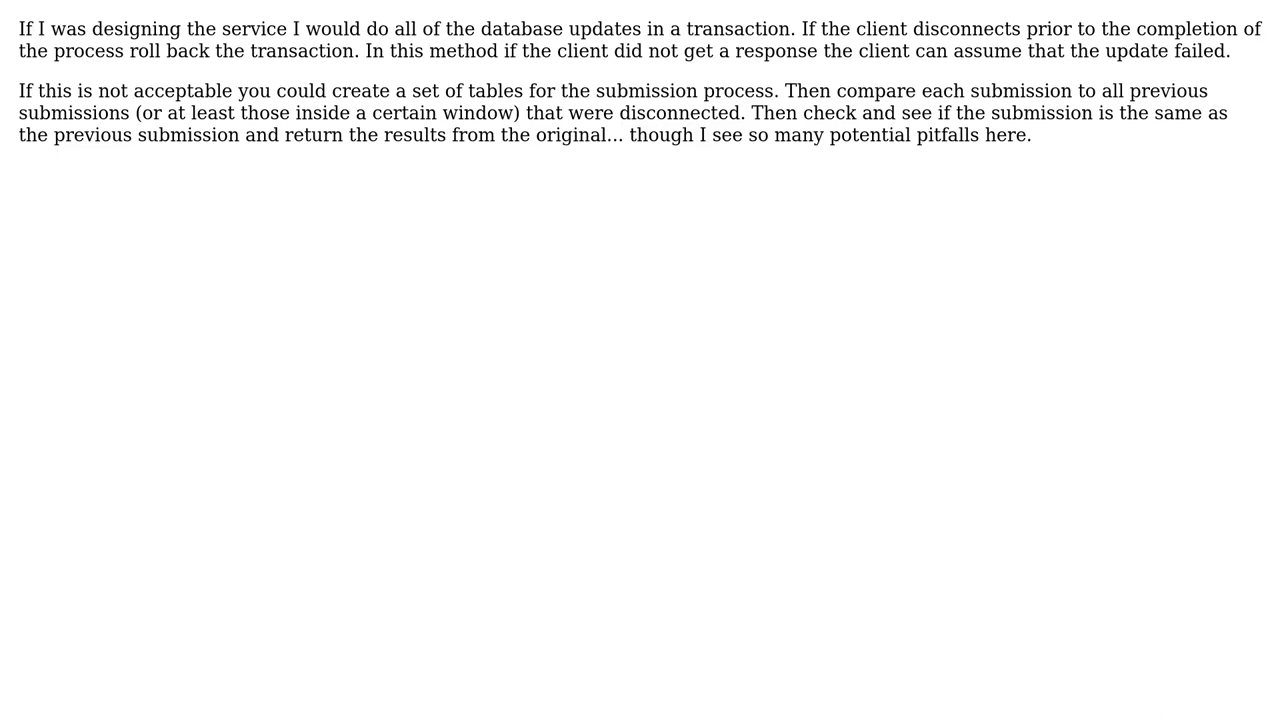 If I was designing the service I would do all of the database updates in a transaction. If the client disconnects prior to the completion of
the process roll back the transaction. In this method if the client did not get a response the client can assume that the update failed.
If this is not acceptable you could create a set of tables for the submission process. Then compare each submission to all previous
submissions (or at least those inside a certain window) that were disconnected. Then check and see if the submission is the same as
the previous submission and return the results from the original... though I see so many potential pitfalls here.